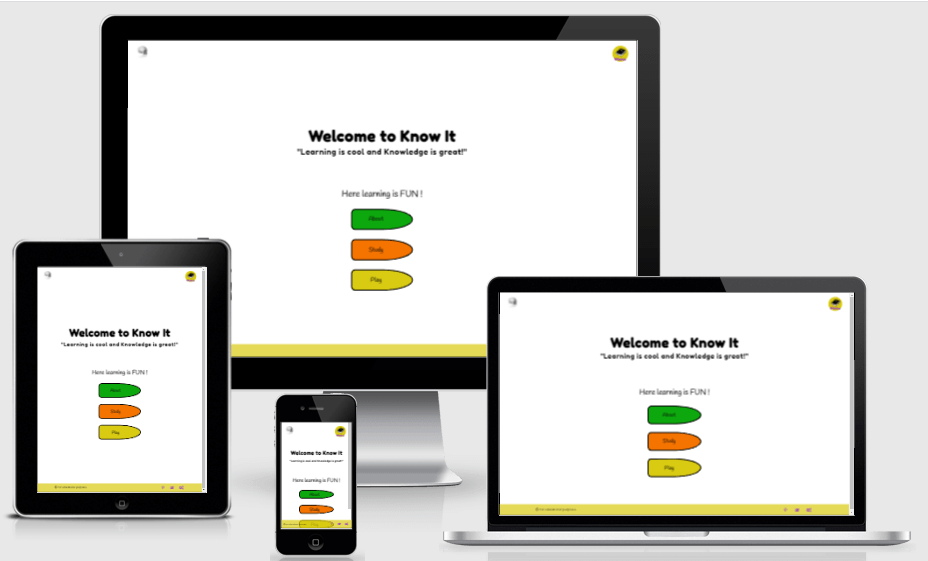 Welcome to Know It
"Learning is cool and Knowledge is great!"
Here learning is FUN !
About
Study
Play
Welcome to Know It
"Learning is cool and Knowledge is great!"
Here learning is FUN !
About
Study
Play
Welcome to Know It
"Learning is cool and Knowledge is great!"
Here learning is FUN !
About
Study
Play
Welcome to Know It
"Learning is cool and Knowledge is great!"
Here learning is FUN !
About
Study
Play